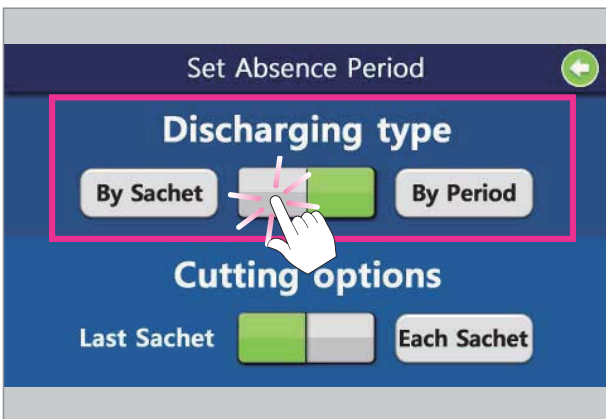 Set Absence Period
Discharging type
By Sachet By Period
Cutting options
Last Sachet Each Sachet